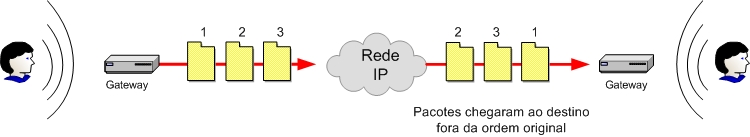 1 2 3
2 3 1
Rede
IP
Gateway
Gateway
Pacotes chegaram ao destino
fora da ordem original